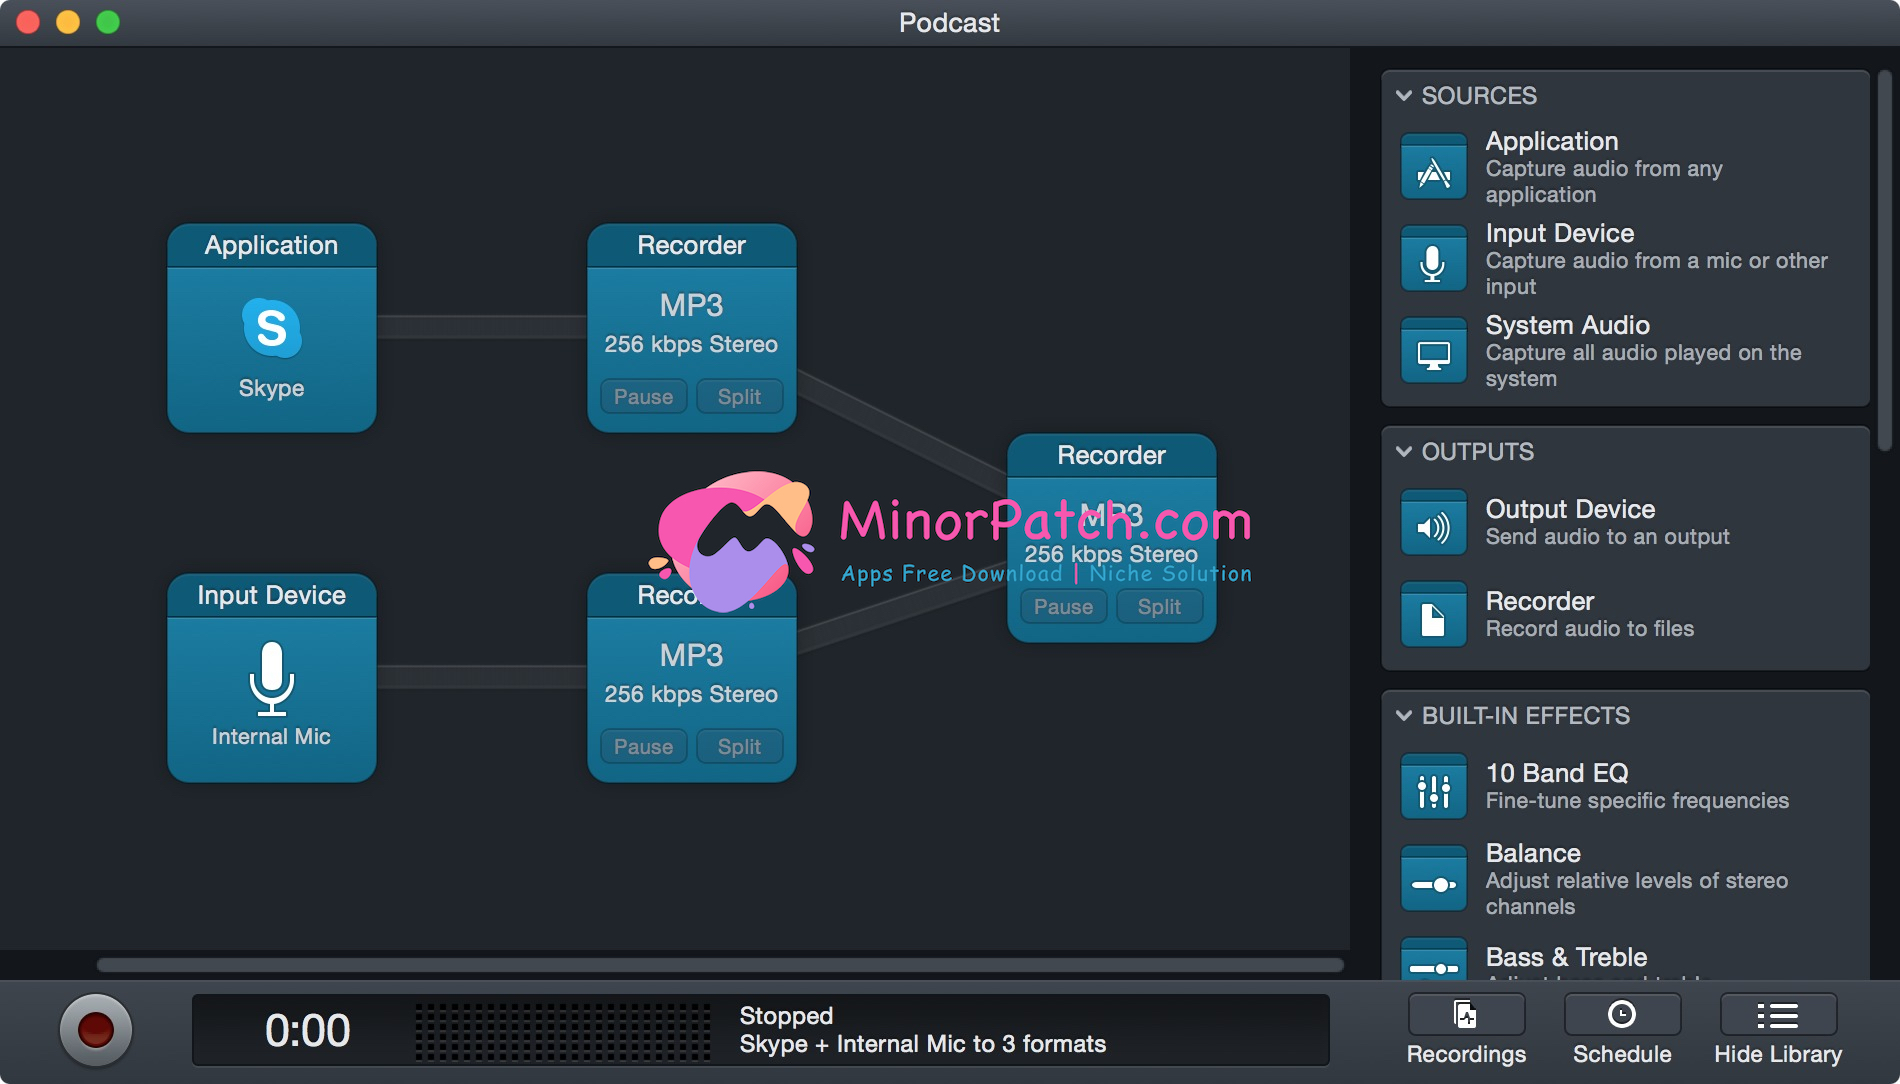 Podcast
Application
Skype
Recorder
MP3
256 kbps Stereo
Pause Split
Recorder
MP3
256 kbps Stereo
Pause Split
MinorPatch.com
Apps Free Download | Niche Solution
Input Device
Internal Mic
Recorder
MP3
256 kbps Stereo
Pause Split
SOURCES
Application
Capture audio from any
application
Input Device
Capture audio from a mic or other
input
System Audio
Capture all audio played on the
system
OUTPUTS
Output Device
Send audio to an output
Recorder
Record audio to files
BUILT-IN EFFECTS
10 Band EQ
Fine-tune specific frequencies
Balance
Adjust relative levels of stereo
channels
Bass & Treble
0:00
Stopped
Skype + Internal Mic to 3 formats
Recordings
Schedule
Hide Library